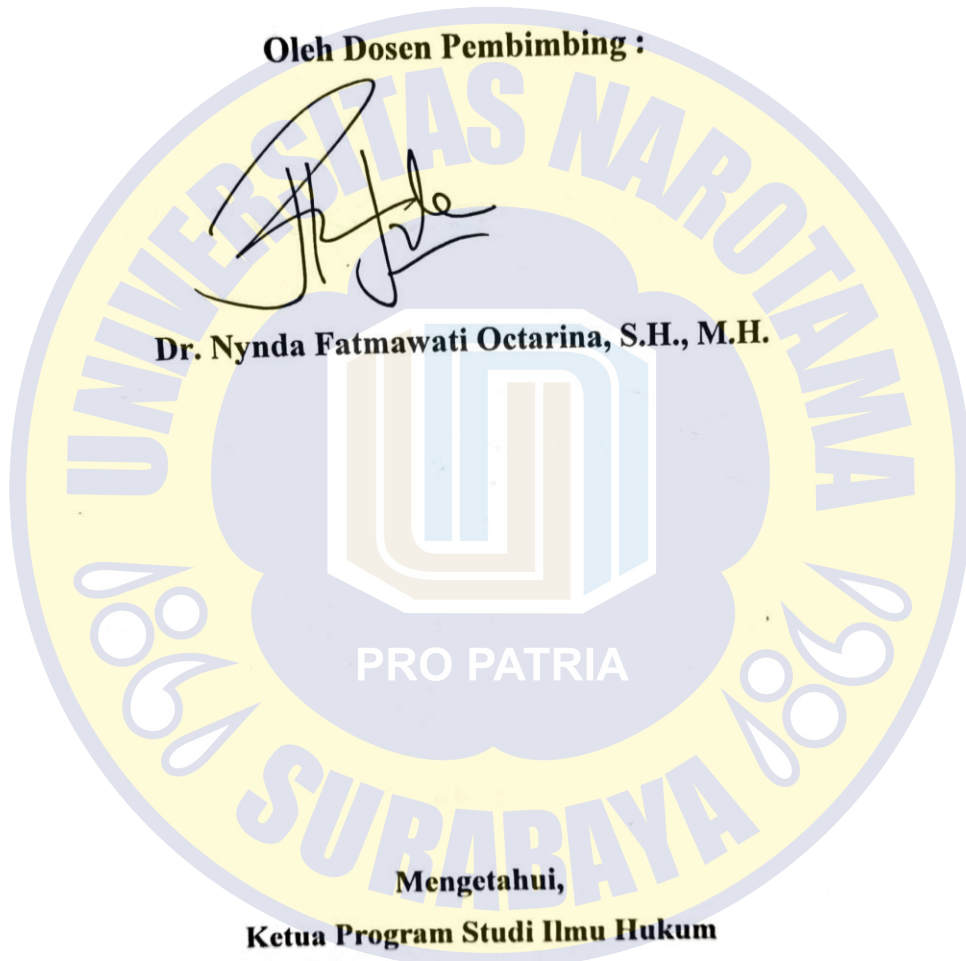 Oleh Dosen Pembimbing :
UNIVERSITAS NAROTAMA
Dr. Nynda Fatmawati Octarina, S.H., M.H.
PRO PATRIA
SURABAYA
Mengetahui,
Ketua Program Studi Ilmu Hukum